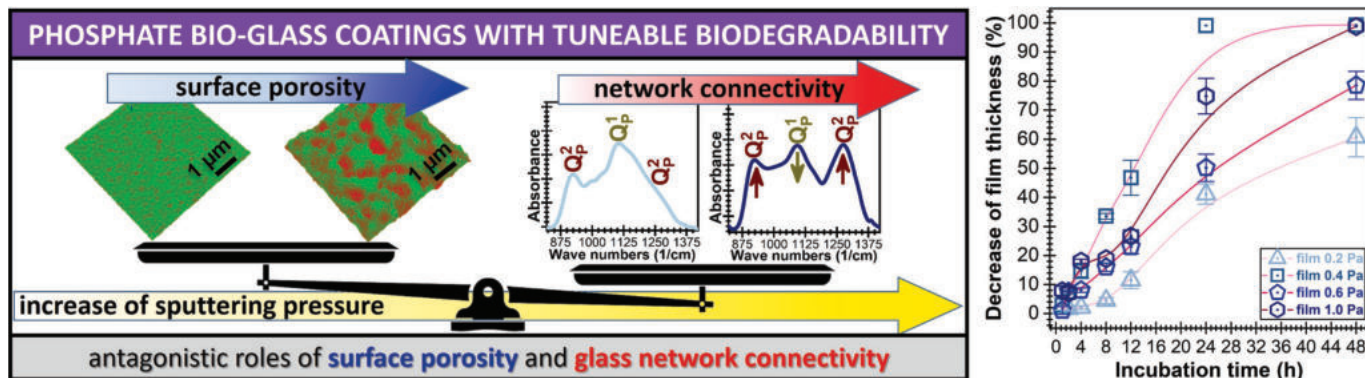 PHOSPHATE BIO-GLASS COATINGS WITH TUNEABLE BIODEGRADABILITY
surface porosity
network connectivity
1 µm
1 µm
Absorbance
Q²P
Q¹P
Q²P
875 1000 1125 1250 1375
Wave numbers (1/cm)
Absorbance
Q²P
Q¹P
Q²P
875 1000 1125 1250 1375
Wave numbers (1/cm)
increase of sputtering pressure
antagonistic roles of surface porosity and glass network connectivity
Decrease of film thickness (%)
100
90
80
70
60
50
40
30
20
10
0
film 0.2 Pa
film 0.4 Pa
film 0.6 Pa
film 1.0 Pa
0 4 8 12 16 20 24 28 32 36 40 44 48
Incubation time (h)